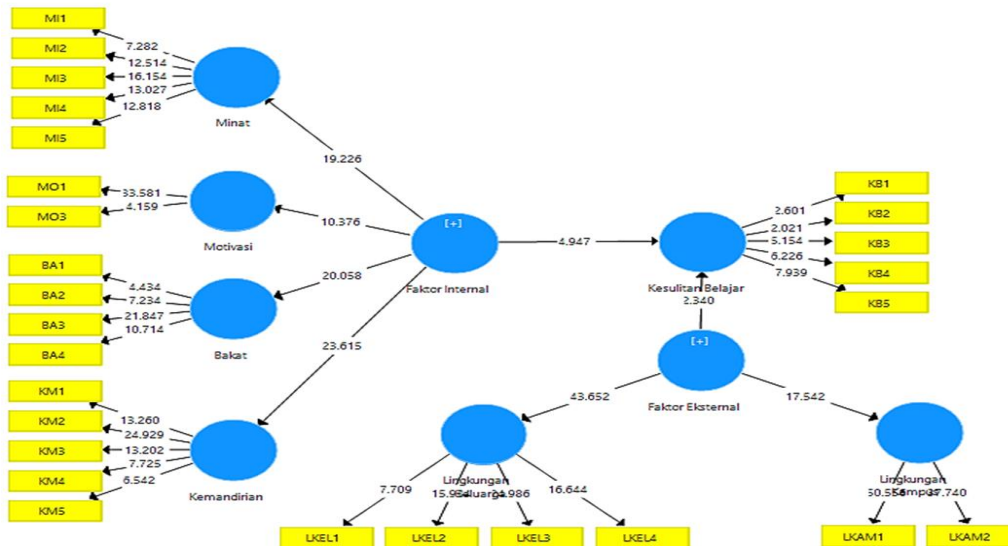 MI1
7.282
MI2
12.514
MI3
16.154
MI4
13.027
MI5
12.818
Minat
19.226
MO1
33.581
MO3
4.159
Motivasi
10.376
BA1
4.434
BA2
7.234
BA3
21.847
BA4
10.714
Bakat
20.058
KM1
13.260
KM2
24.929
KM3
13.202
KM4
7.725
KM5
6.542
Kemandirian
23.615
[+]
Faktor Internal
4.947
KB1
2.601
KB2
2.021
KB3
5.154
KB4
6.226
KB5
7.939
Kesulitan Belajar
2.340
[+]
Faktor Eksternal
43.652
17.542
Lingkungan
Keluarga
7.709
16.644
LKEL1
LKEL2
LKEL3
LKEL4
Lingkungan
Kampus
LKAM1
LKAM2